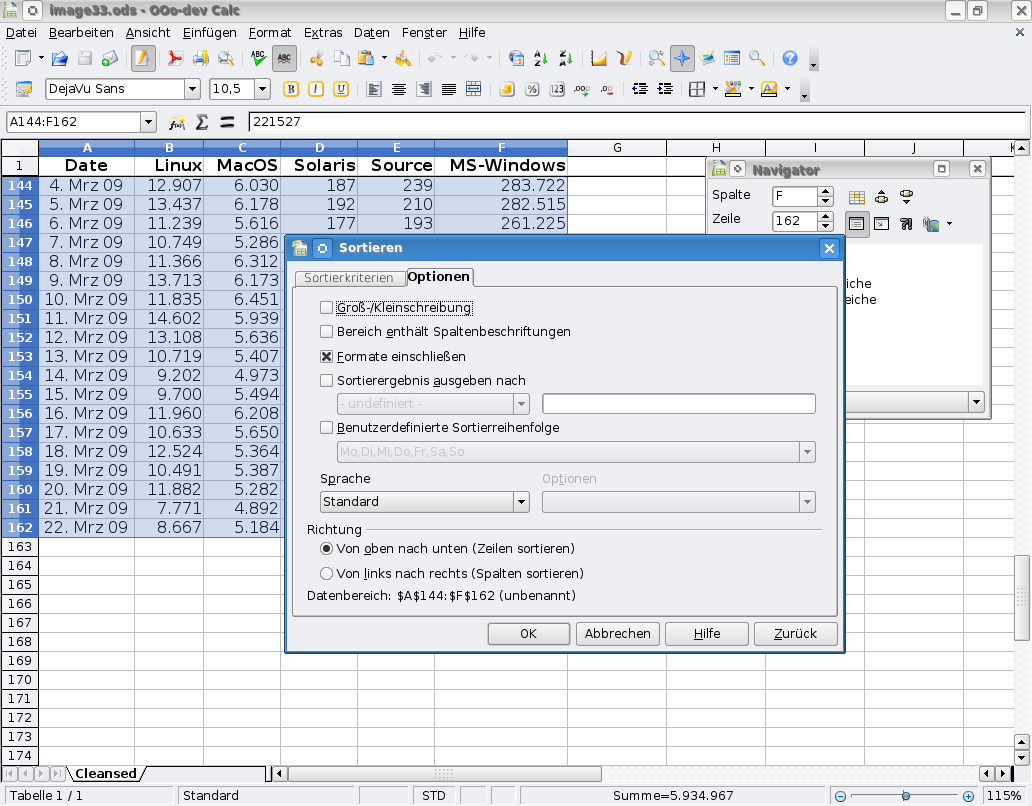 image33.ods - OOo-dev Calc
Datei Bearbeiten Ansicht Einfügen Format Extras Daten Fenster Hilfe
DejaVu Sans 10,5
A144:F162 221527
A B C D E F G H I J
1 Date Linux MacOS Solaris Source MS-Windows
144 4. Mrz 09 12.907 6.030 187 239 283.722
145 5. Mrz 09 13.437 6.178 192 210 282.515
146 6. Mrz 09 11.239 5.616 177 193 261.225
147 7. Mrz 09 10.749 5.286
148 8. Mrz 09 11.366 6.312
149 9. Mrz 09 13.713 6.173
150 10. Mrz 09 11.835 6.451
151 11. Mrz 09 14.602 5.939
152 12. Mrz 09 13.108 5.636
153 13. Mrz 09 10.719 5.407
154 14. Mrz 09 9.202 4.973
155 15. Mrz 09 9.700 5.494
156 16. Mrz 09 11.960 6.208
157 17. Mrz 09 10.633 5.650
158 18. Mrz 09 12.524 5.364
159 19. Mrz 09 10.491 5.387
160 20. Mrz 09 11.882 5.282
161 21. Mrz 09 7.771 4.892
162 22. Mrz 09 8.667 5.184
163
164
165
166
167
168
169
170
171
172
173
174
Navigator
Spalte F
Zeile 162
iche
eiche
Sortieren
Sortierkriterien Optionen
Groß-/Kleinschreibung
Bereich enthält Spaltenbeschriftungen
Formate einschließen
Sortierergebnis ausgeben nach
- undefiniert -
Benutzerdefinierte Sortierreihenfolge
Mo,Di,Mi,Do,Fr,Sa,So
Sprache Optionen
Standard
Richtung
Von oben nach unten (Zeilen sortieren)
Von links nach rechts (Spalten sortieren)
Datenbereich: $A$144:$F$162 (unbenannt)
OK Abbrechen Hilfe Zurück
Cleansed
Tabelle 1 / 1 Standard STD Summe=5.934.967 115%